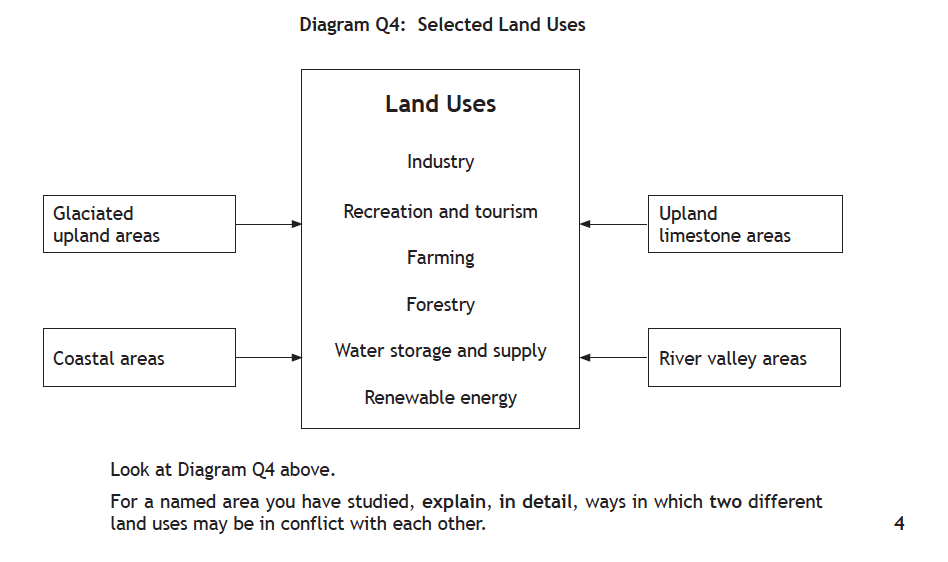 Diagram Q4: Selected Land Uses
Land Uses
Industry
Recreation and tourism
Farming
Forestry
Water storage and supply
Renewable energy
Glaciated
upland areas
Coastal areas
Upland
limestone areas
River valley areas
Look at Diagram Q4 above.
For a named area you have studied, explain, in detail, ways in which two different
land uses may be in conflict with each other.
4